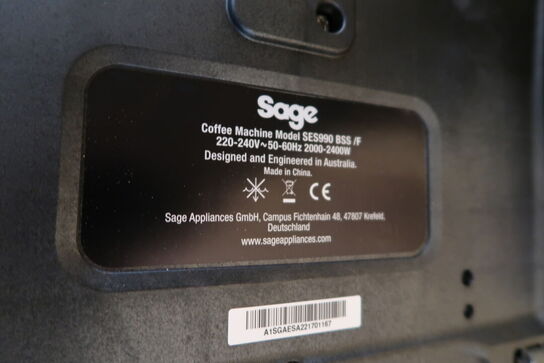 Sage
Coffee Machine Model SES990 BSS /F
220-240V~50-60Hz 2000-2400W
Designed and Engineered in Australia.
Made in China.
CE
Sage Appliances GmbH, Campus Fichtenhain 48, 47807 Krefeld,
Deutschland
www.sageappliances.com
A1SGAESA221701167